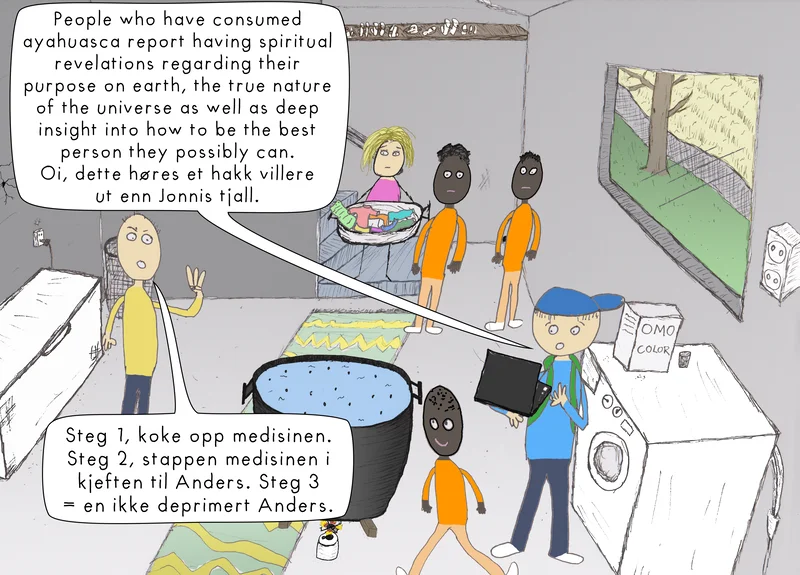 People who have consumed
ayahuasca report having spiritual
revelations regarding their
purpose on earth, the true nature
of the universe as well as deep
insight into how to be the best
person they possibly can.
Oi, dette høres et hakk villere
ut enn Jonnis tjall.
OMO
COLOR
Steg 1, koke opp medisinen.
Steg 2, stappen medisinen i
kjeften til Anders. Steg 3
= en ikke deprimert Anders.